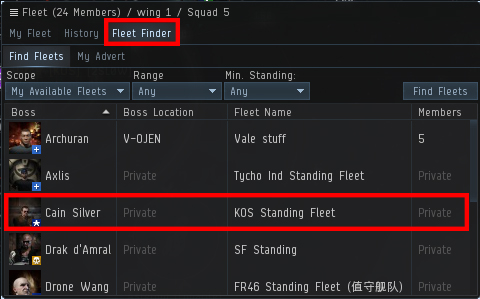 Fleet (24 Members) / wing 1 / Squad 5
My Fleet History Fleet Finder
Find Fleets My Advert
Scope Range Min. Standing:
My Available Fleets Any Any Find Fleets
Boss Boss Location Fleet Name Members
Archuran V-OJEN Vale stuff 5
Axlis Private Tycho Ind Standing Fleet Private
Cain Silver Private KOS Standing Fleet Private
Drak d'Amral Private SF Standing Private
Drone Wang Private FR46 Standing Fleet (值守舰队) Private